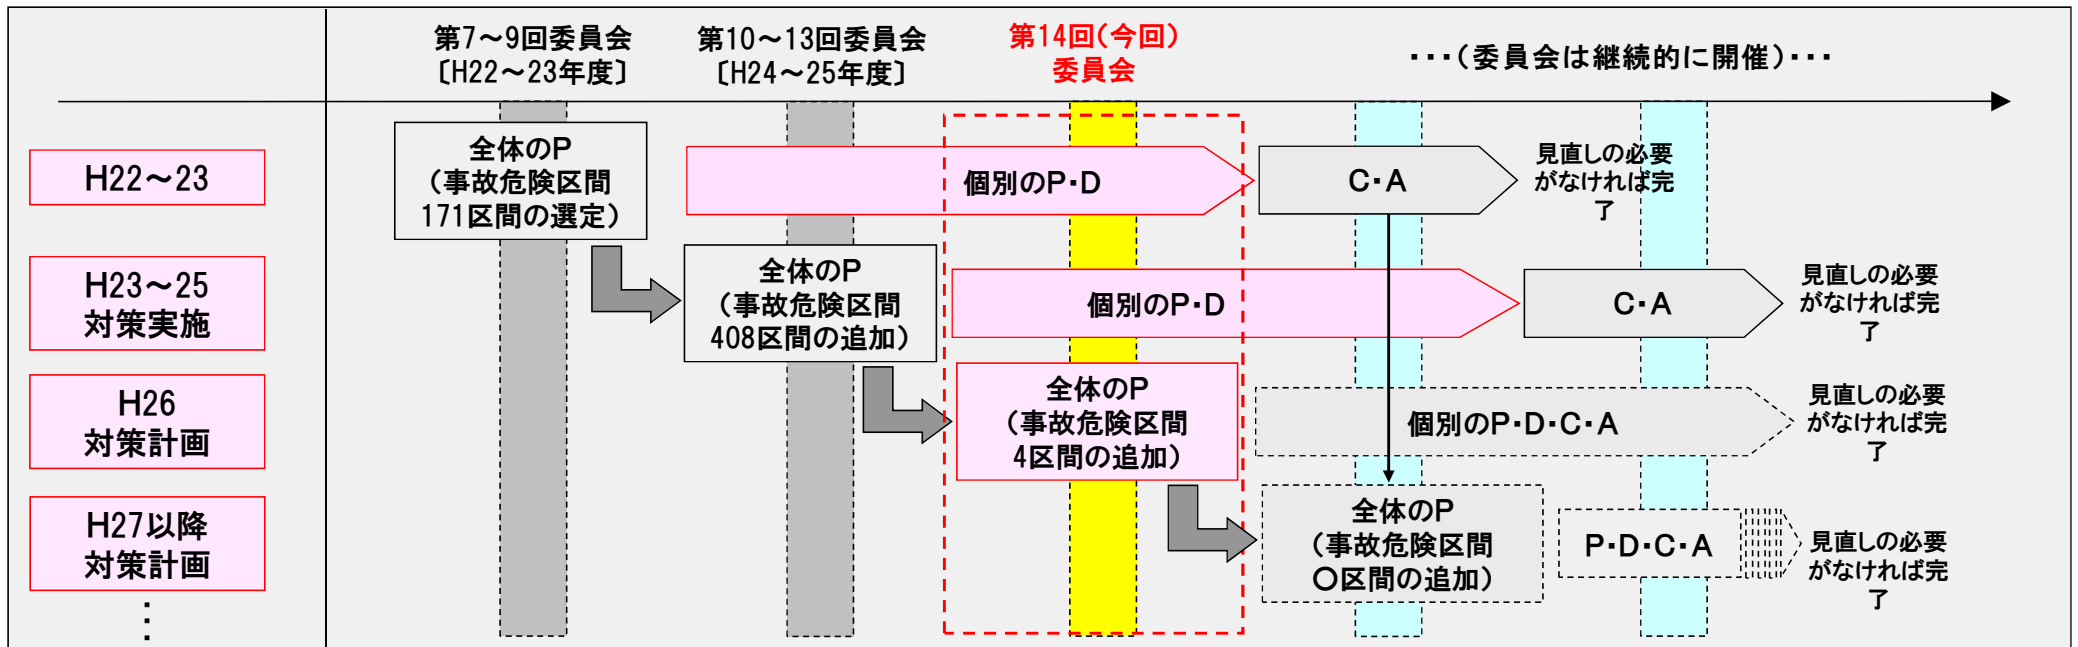 第7～9回委員会
〔H22～23年度〕
第10～13回委員会
〔H24～25年度〕
第14回(今回)
委員会
･･･(委員会は継続的に開催)･･･
H22～23
全体のP
(事故危険区間
171区間の選定)
個別のP･D
C･A
見直しの必要
がなければ完
了
H23～25
対策実施
全体のP
(事故危険区間
408区間の追加)
個別のP･D
C･A
見直しの必要
がなければ完
了
H26
対策計画
全体のP
(事故危険区間
4区間の追加)
個別のP･D･C･A
見直しの必要
がなければ完
了
H27以降
対策計画
全体のP
(事故危険区間
〇区間の追加)
P･D･C･A
見直しの必要
がなければ完
了
･
･
･